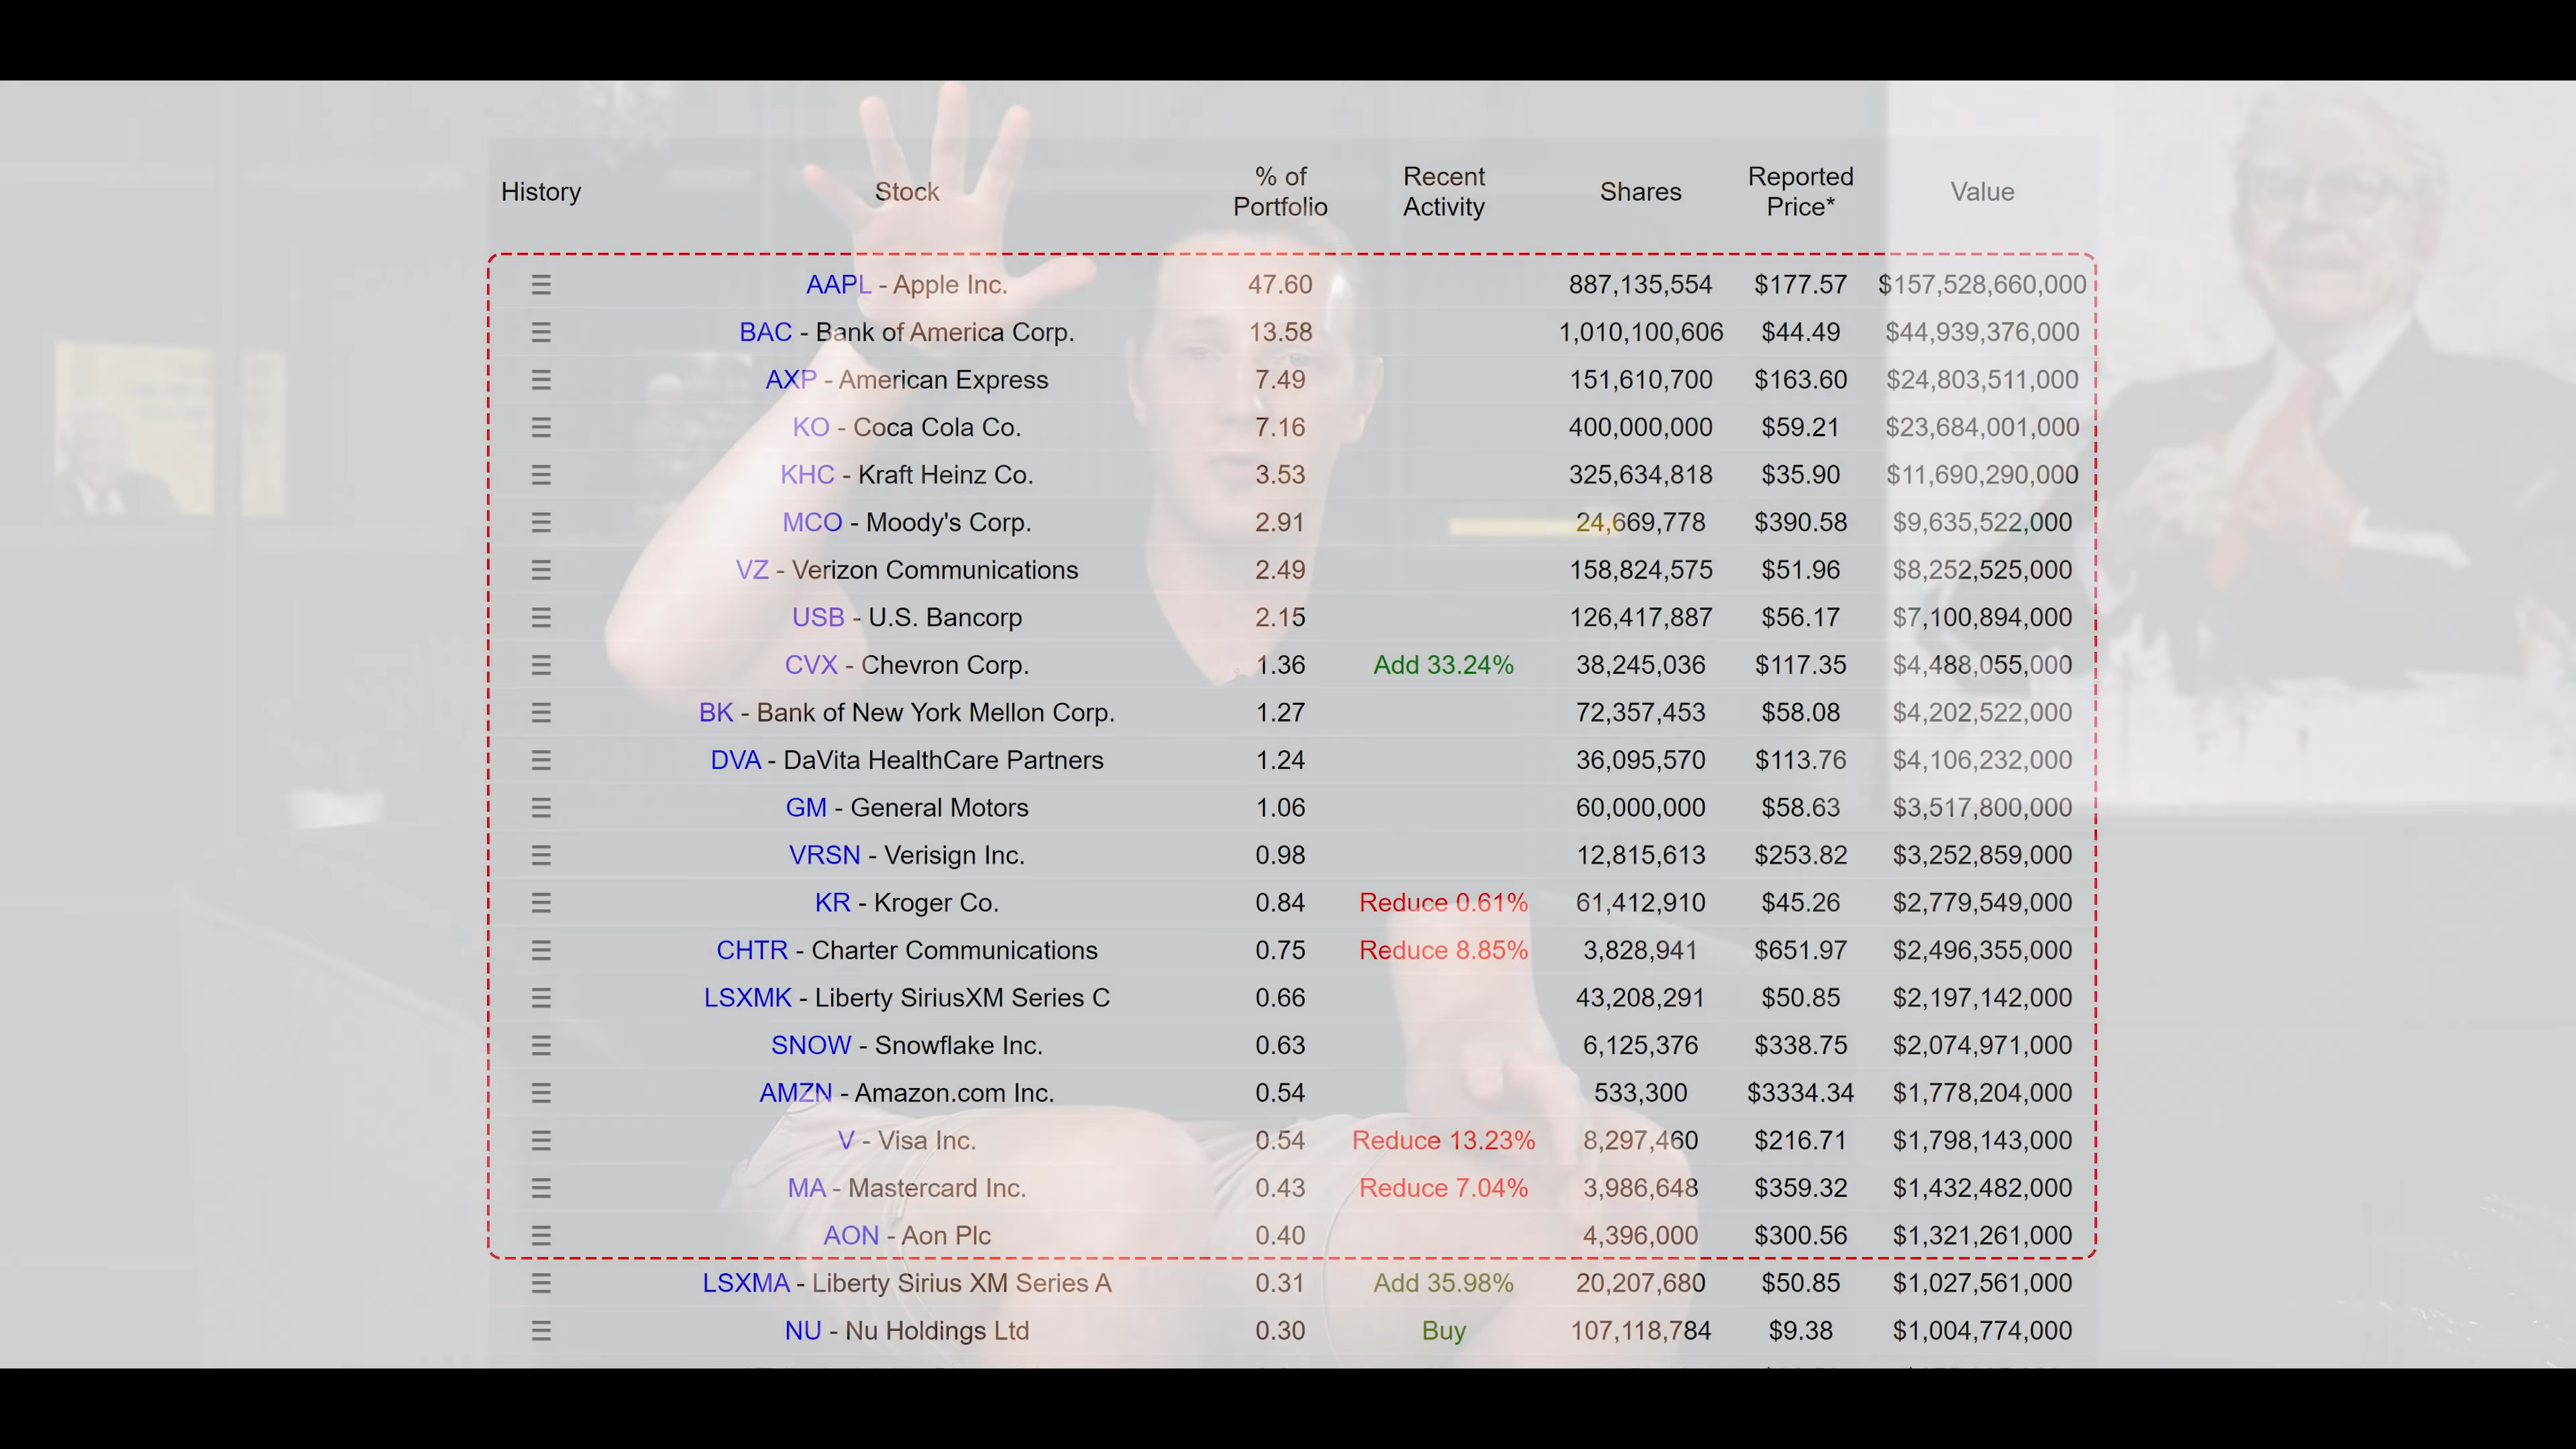 History Stock % of Portfolio Recent Activity Shares Reported Price* Value
AAPL - Apple Inc. 47.60 887,135,554 $177.57 $157,528,660,000
BAC - Bank of America Corp. 13.58 1,010,100,606 $44.49 $44,939,376,000
AXP - American Express 7.49 151,610,700 $163.60 $24,803,511,000
KO - Coca Cola Co. 7.16 400,000,000 $59.21 $23,684,001,000
KHC - Kraft Heinz Co. 3.53 325,634,818 $35.90 $11,690,290,000
MCO - Moody's Corp. 2.91 24,669,778 $390.58 $9,635,522,000
VZ - Verizon Communications 2.49 158,824,575 $51.96 $8,252,525,000
USB - U.S. Bancorp 2.15 126,417,887 $56.17 $7,100,894,000
CVX - Chevron Corp. 1.36 Add 33.24% 38,245,036 $117.35 $4,488,055,000
BK - Bank of New York Mellon Corp. 1.27 72,357,453 $58.08 $4,202,522,000
DVA - DaVita HealthCare Partners 1.24 36,095,570 $113.76 $4,106,232,000
GM - General Motors 1.06 60,000,000 $58.63 $3,517,800,000
VRSN - Verisign Inc. 0.98 12,815,613 $253.82 $3,252,859,000
KR - Kroger Co. 0.84 Reduce 0.61% 61,412,910 $45.26 $2,779,549,000
CHTR - Charter Communications 0.75 Reduce 8.85% 3,828,941 $651.97 $2,496,355,000
LSXMK - Liberty SiriusXM Series C 0.66 43,208,291 $50.85 $2,197,142,000
SNOW - Snowflake Inc. 0.63 6,125,376 $338.75 $2,074,971,000
AMZN - Amazon.com Inc. 0.54 533,300 $3334.34 $1,778,204,000
V - Visa Inc. 0.54 Reduce 13.23% 8,297,460 $216.71 $1,798,143,000
MA - Mastercard Inc. 0.43 Reduce 7.04% 3,986,648 $359.32 $1,432,482,000
AON - Aon Plc 0.40 4,396,000 $300.56 $1,321,261,000
LSXMA - Liberty Sirius XM Series A 0.31 Add 35.98% 20,207,680 $50.85 $1,027,561,000
NU - Nu Holdings Ltd 0.30 Buy 107,118,784 $9.38 $1,004,774,000